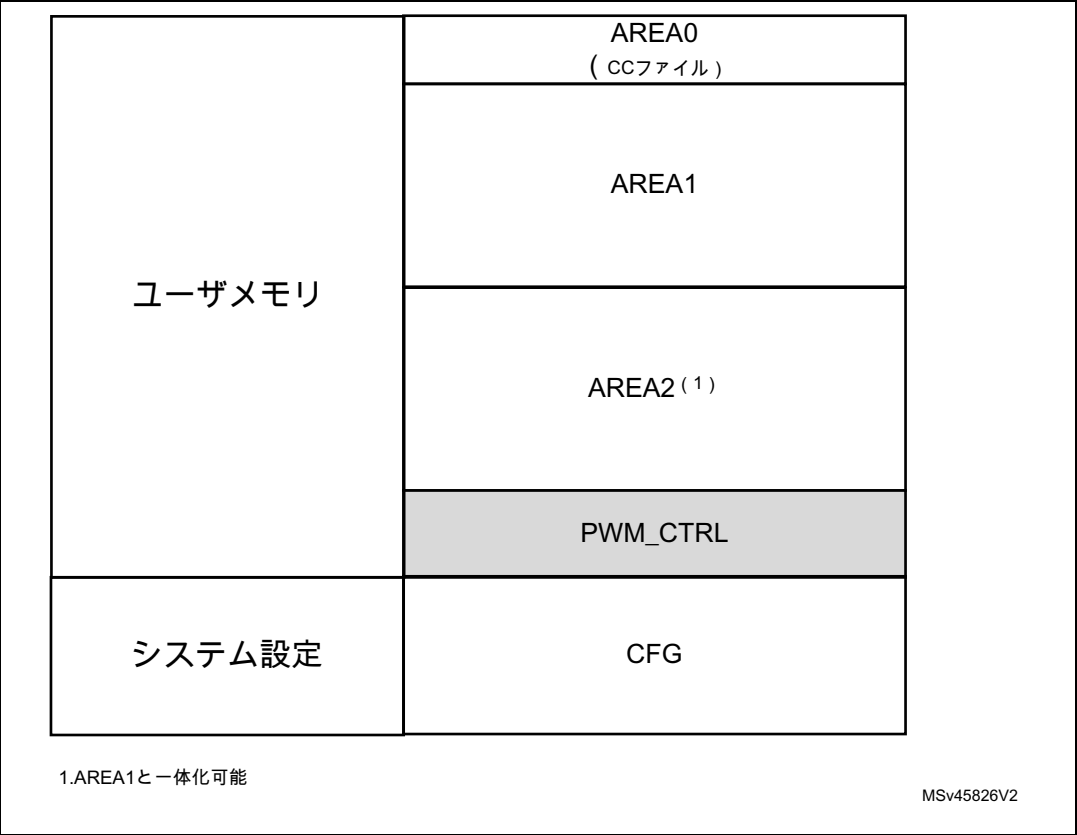 AREA0
( CCファイル )
AREA1
ユーザメモリ
AREA2 ( 1 )
PWM_CTRL
システム設定
CFG
1.AREA1と一体化可能
MSv45826V2